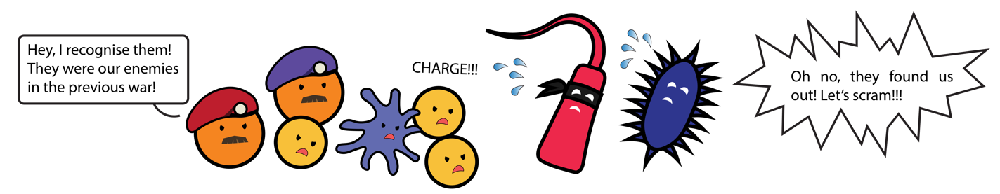 Hey, I recognise them!
They were our enemies
in the previous war!
CHARGE!!!
Oh no, they found us
out! Let's scram!!!